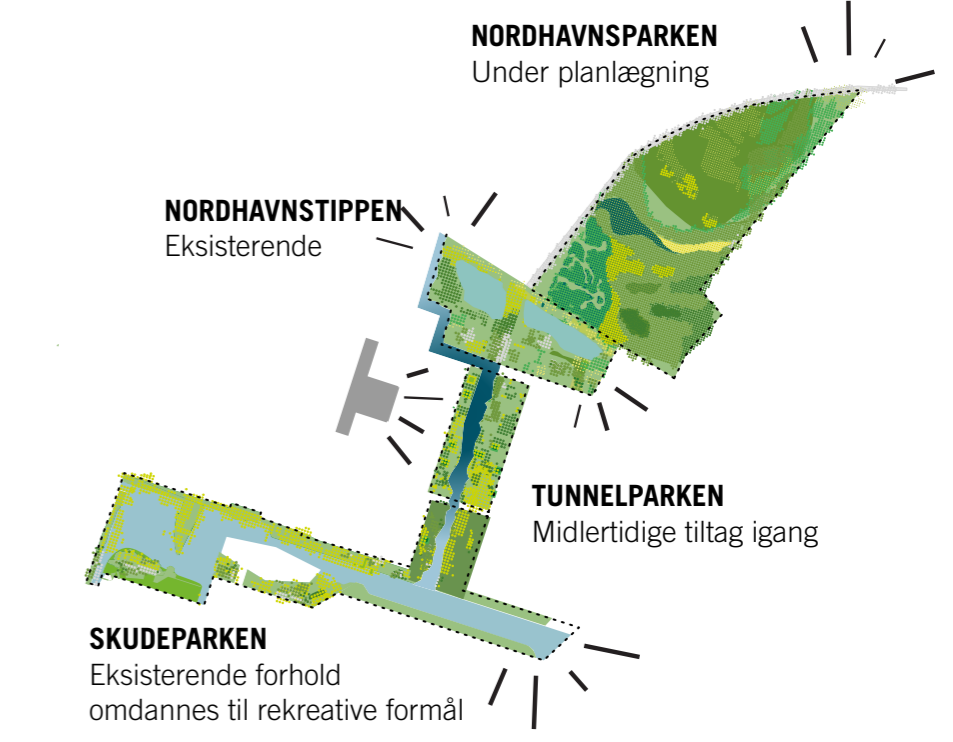 NORDHAVNSPARKEN
Under planlægning
NORDHAVNSTIPPEN
Eksisterende
TUNNELPARKEN
Midlertidige tiltag igang
SKUDEPARKEN
Eksisterende forhold
omdannes til rekreative formål